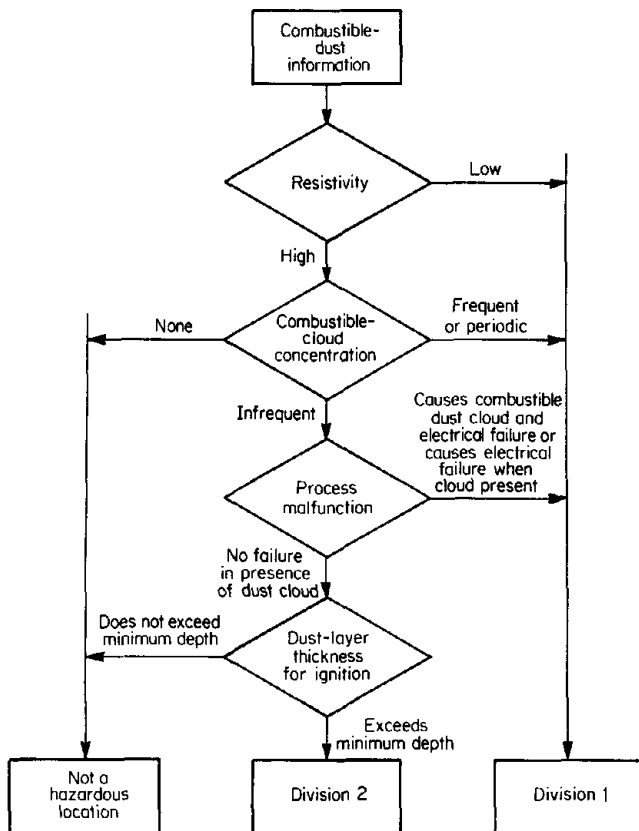 Combustible-
dust
information
Resistivity
Low
High
None
Combustible-
cloud
concentration
Frequent
or periodic
Infrequent
Causes combustible
dust cloud and
electrical failure or
causes electrical
failure when
cloud present
Process
malfunction
No failure
in presence
of dust cloud
Does not exceed
minimum depth
Dust-layer
thickness
for ignition
Exceeds
minimum depth
Not a
hazardous
location
Division 2
Division 1